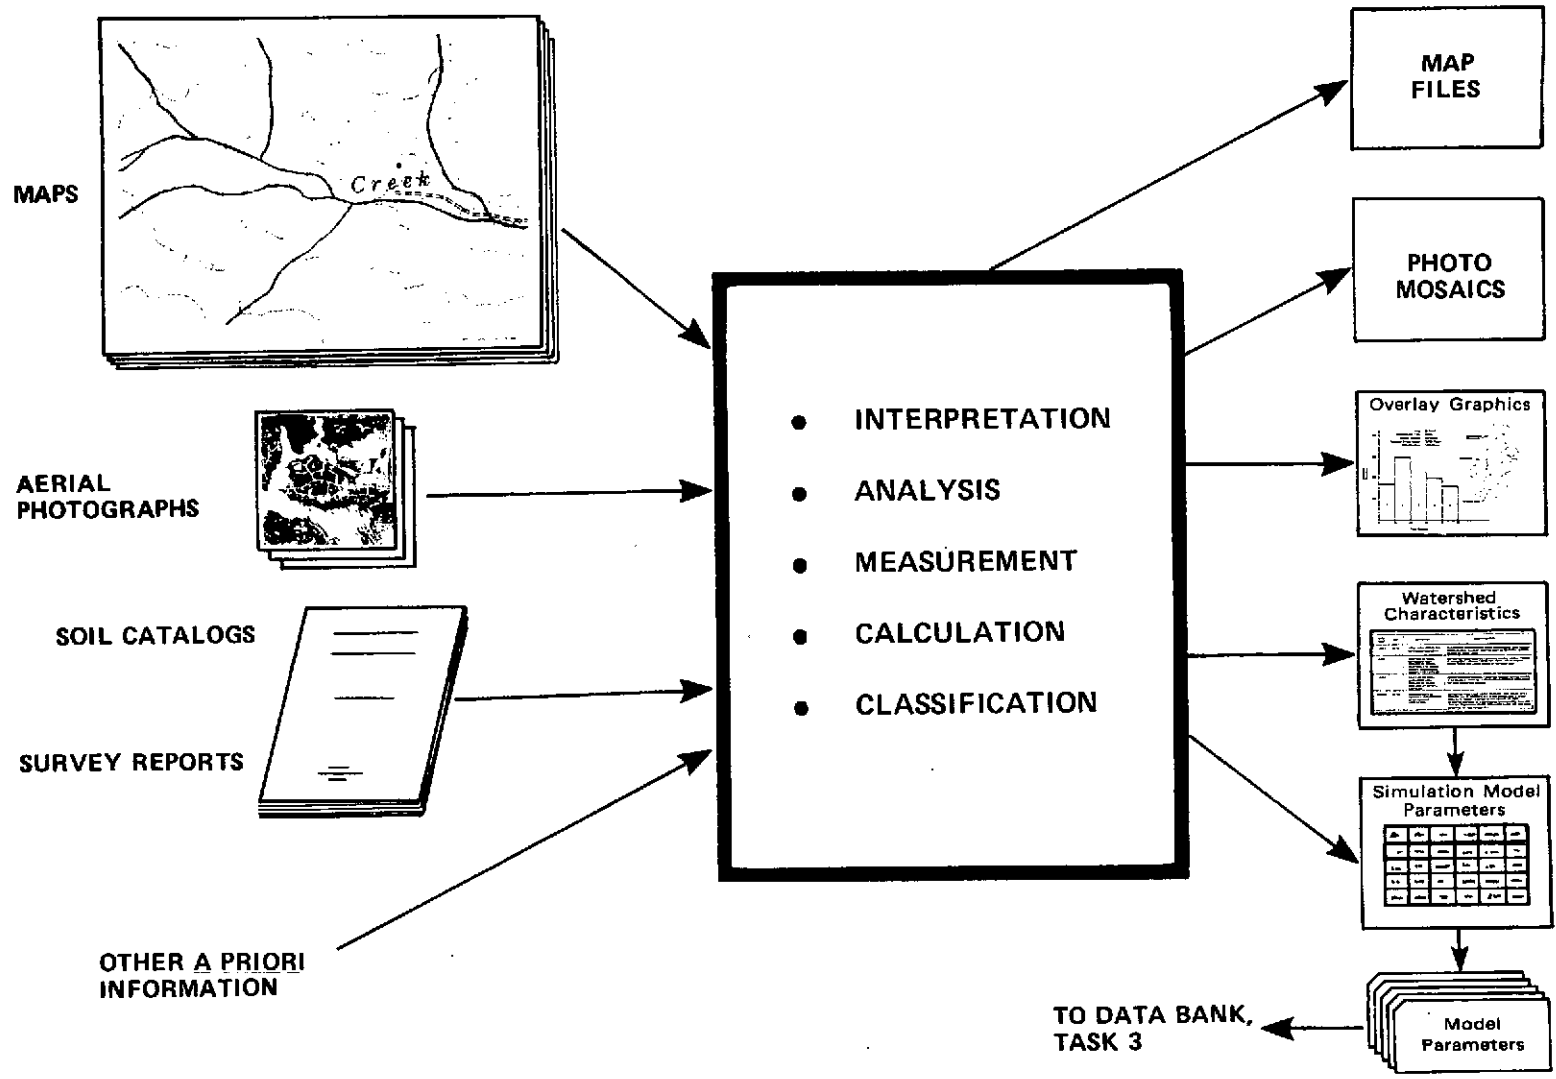 MAPS
Creek
AERIAL
PHOTOGRAPHS
SOIL CATALOGS
SURVEY REPORTS
OTHER A PRIORI
INFORMATION
• INTERPRETATION
• ANALYSIS
• MEASUREMENT
• CALCULATION
• CLASSIFICATION
MAP
FILES
PHOTO
MOSAICS
Overlay Graphics
Watershed
Characteristics
Simulation Model
Parameters
Model
Parameters
TO DATA BANK,
TASK 3